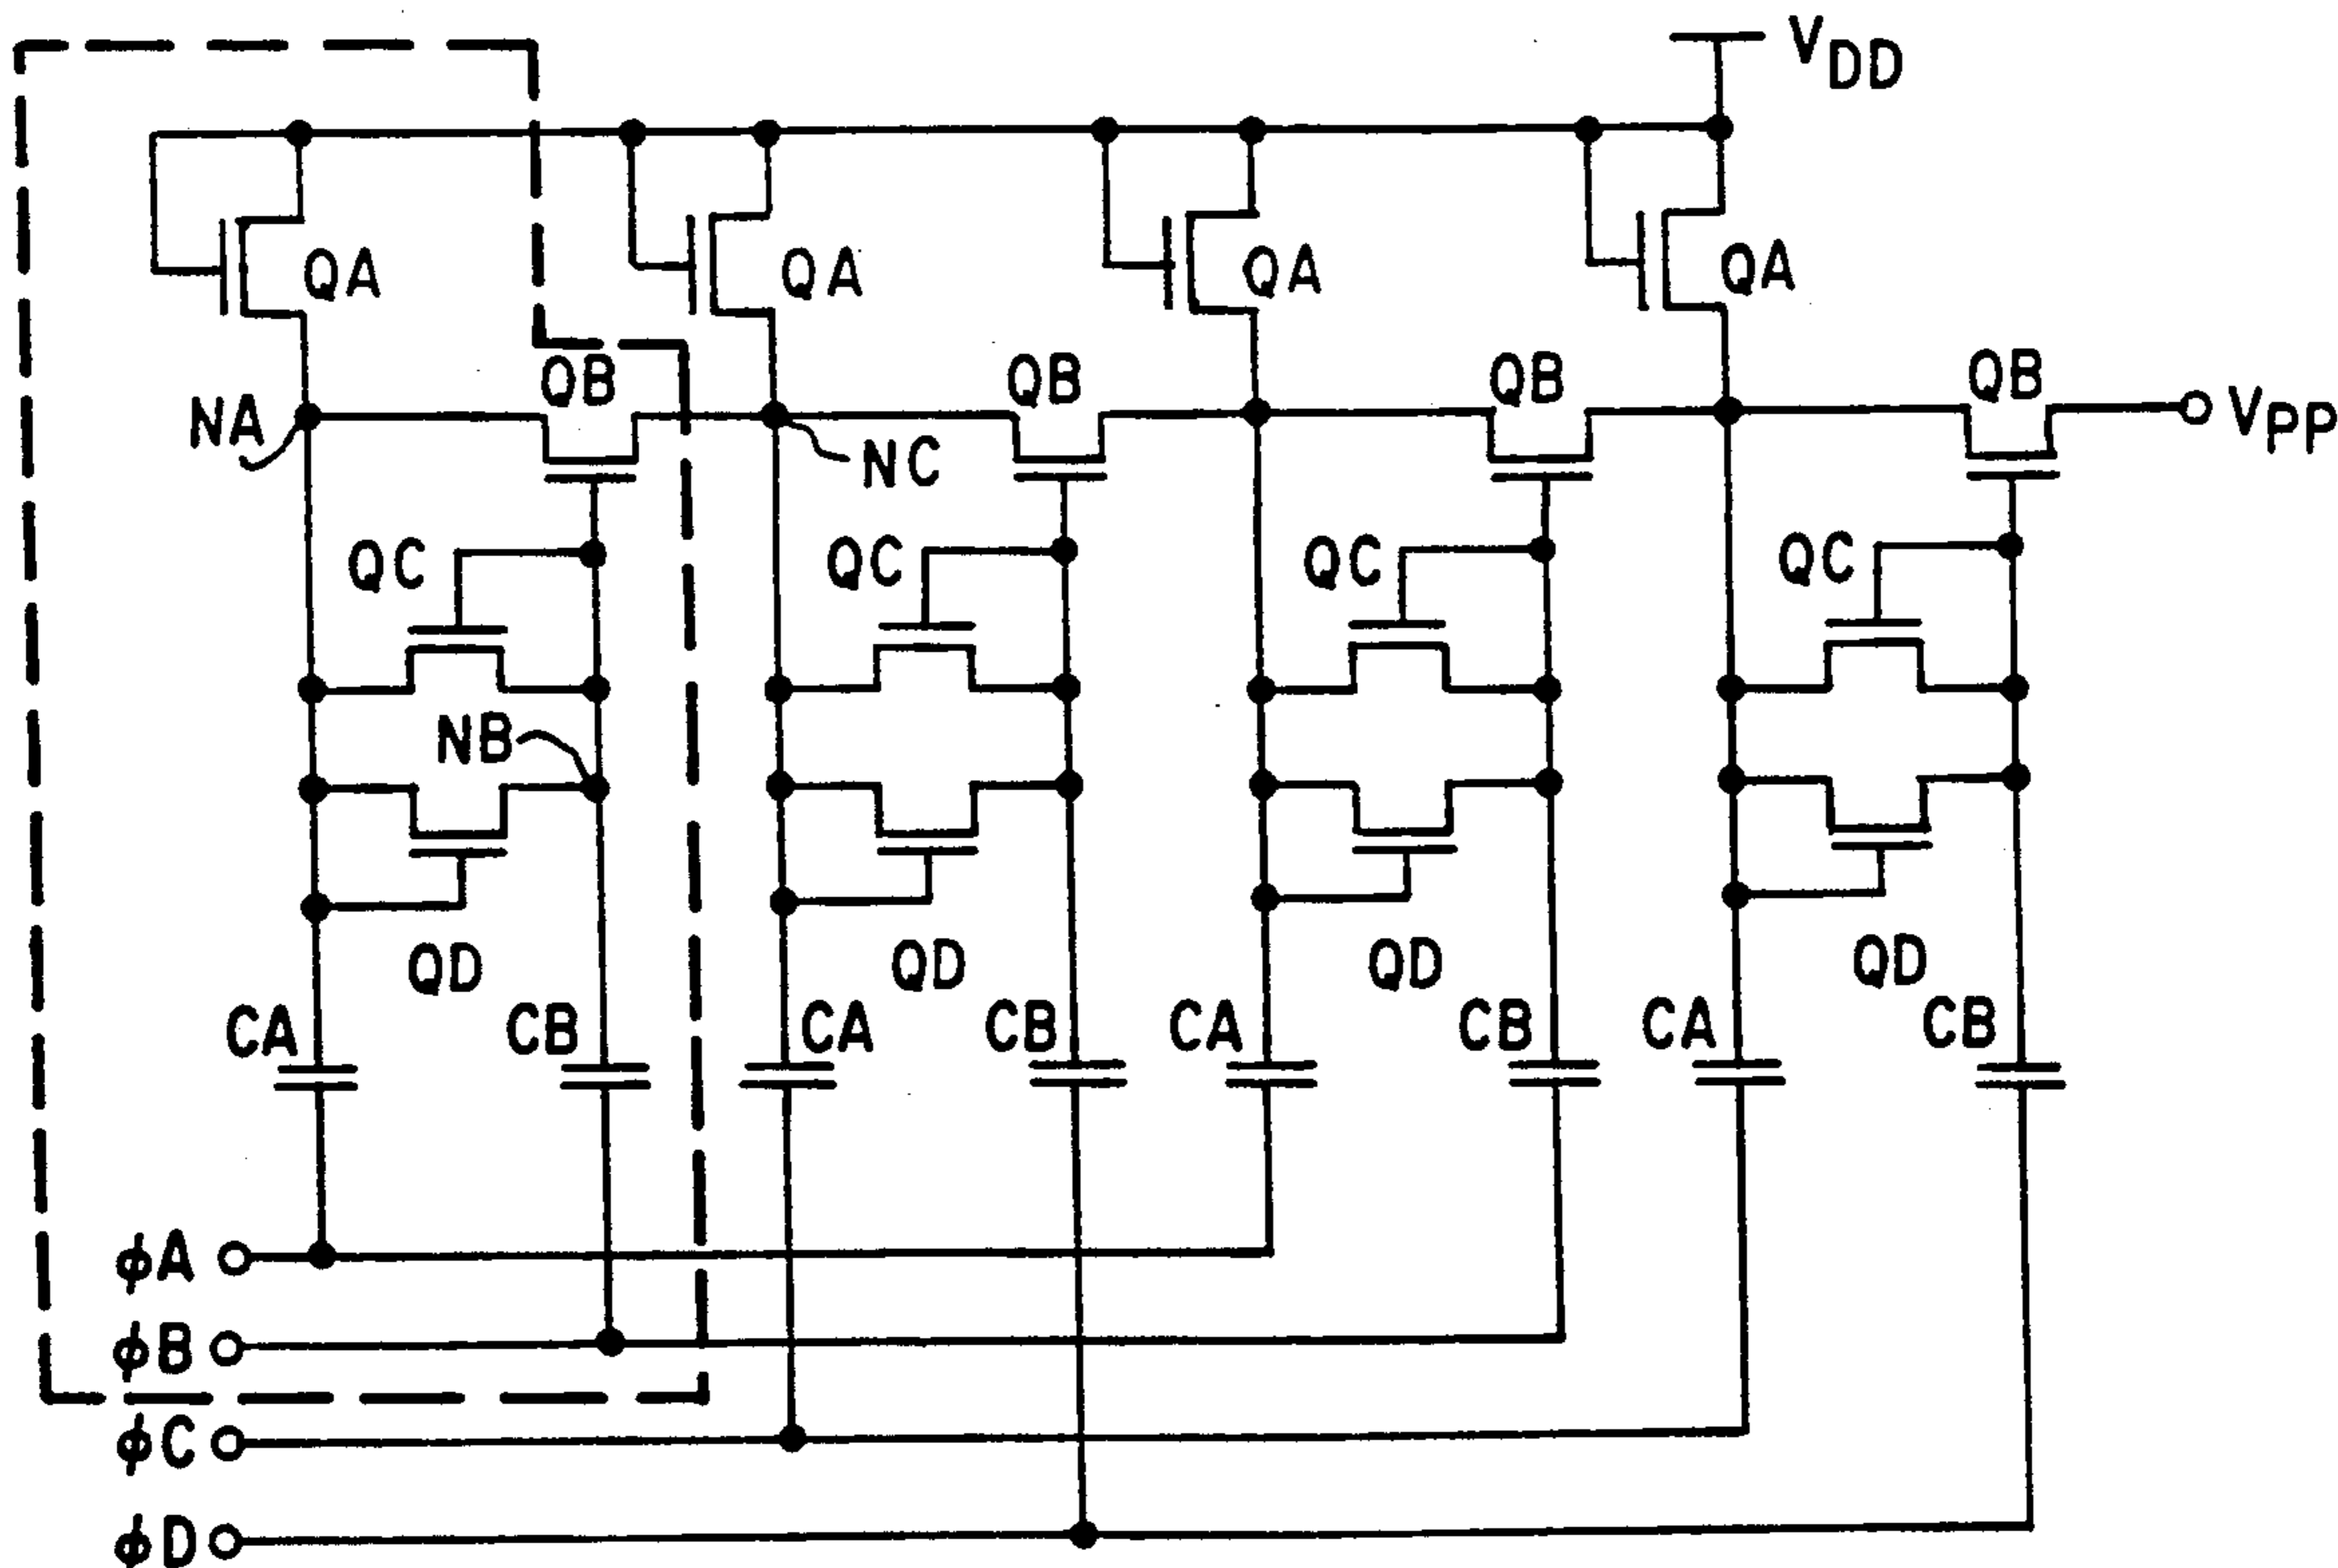 VDD
QA QA QA QA
QB QB QB QB
NA NC VPP
QC QC QC QC
NB
QD QD QD QD
CA CB CA CB CA CB CA CB
ϕA
ϕB
ϕC
ϕD